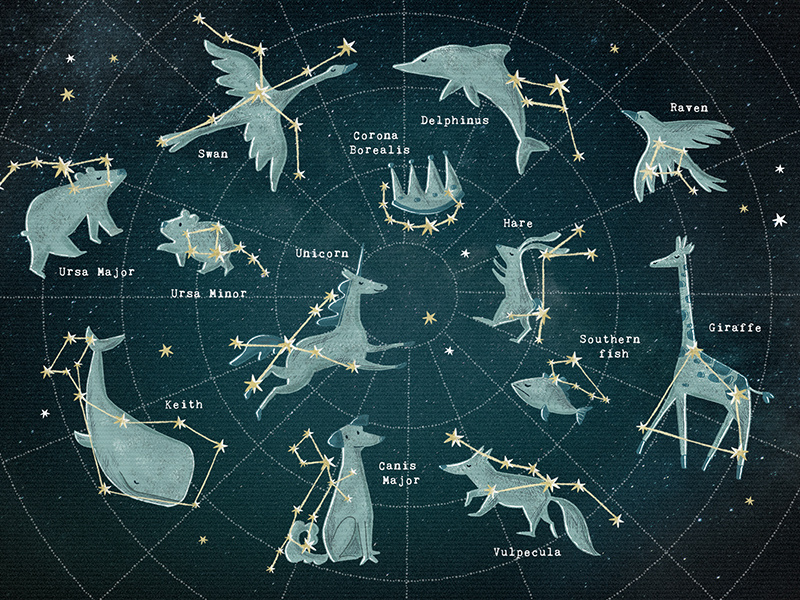 Swan
Delphinus
Raven
Corona
Borealis
Ursa Major
Ursa Minor
Unicorn
Hare
Southern
fish
Giraffe
Keith
Canis
Major
Vulpecula